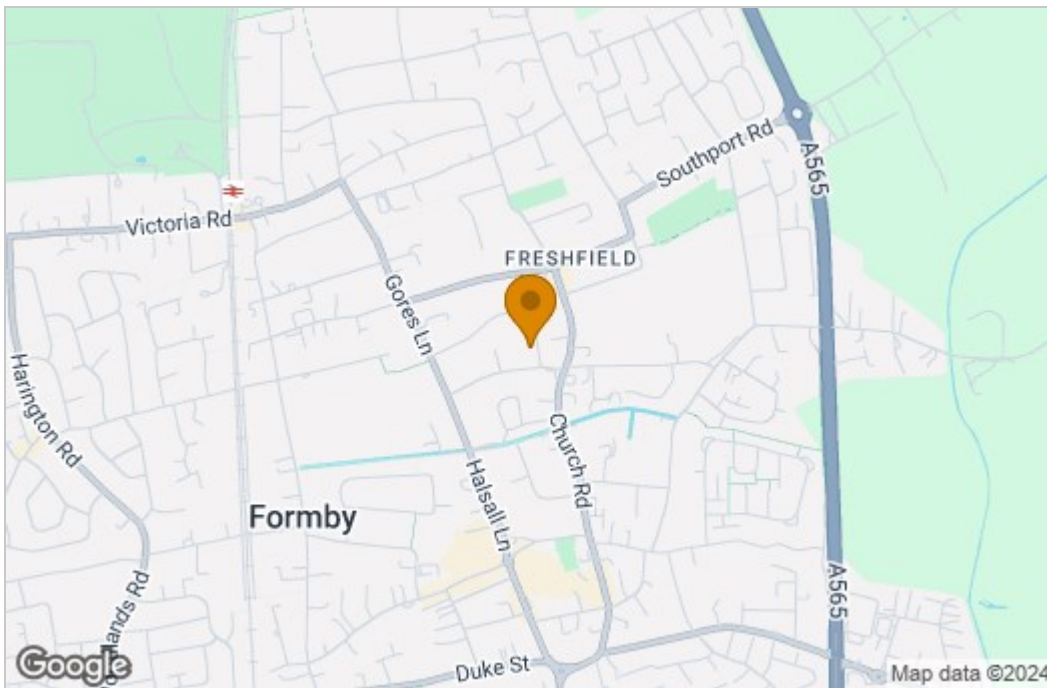 Southport Rd
A565
Victoria Rd
FRESHFIELD
Gores Ln
Harington Rd
Church Rd
Halsall Ln
Formby
A565
Rd
Duke St
Google
Map data ©2024